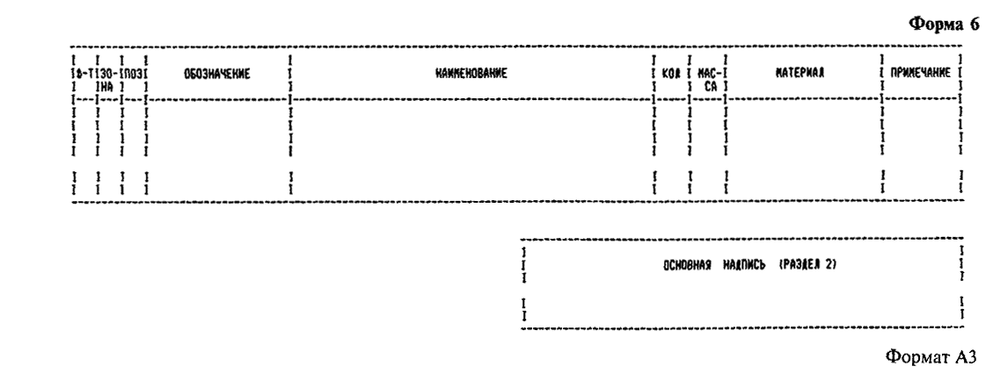 Форма 6
Ф-Т ЗО- ПОЗ ОБОЗНАЧЕНИЕ НАИМЕНОВАНИЕ КОЛ МАС- МАТЕРИАЛ ПРИМЕЧАНИЕ
НА СА
ОСНОВНАЯ НАДПИСЬ (РАЗДЕЛ 2)
Формат А3